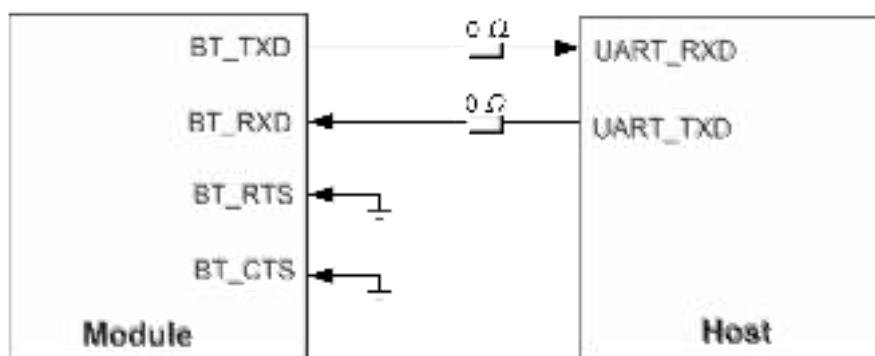 BT_TXD 0 Ω UART_RXD
BT_RXD 0 Ω UART_TXD
BT_RTS
BT_CTS
Module Host